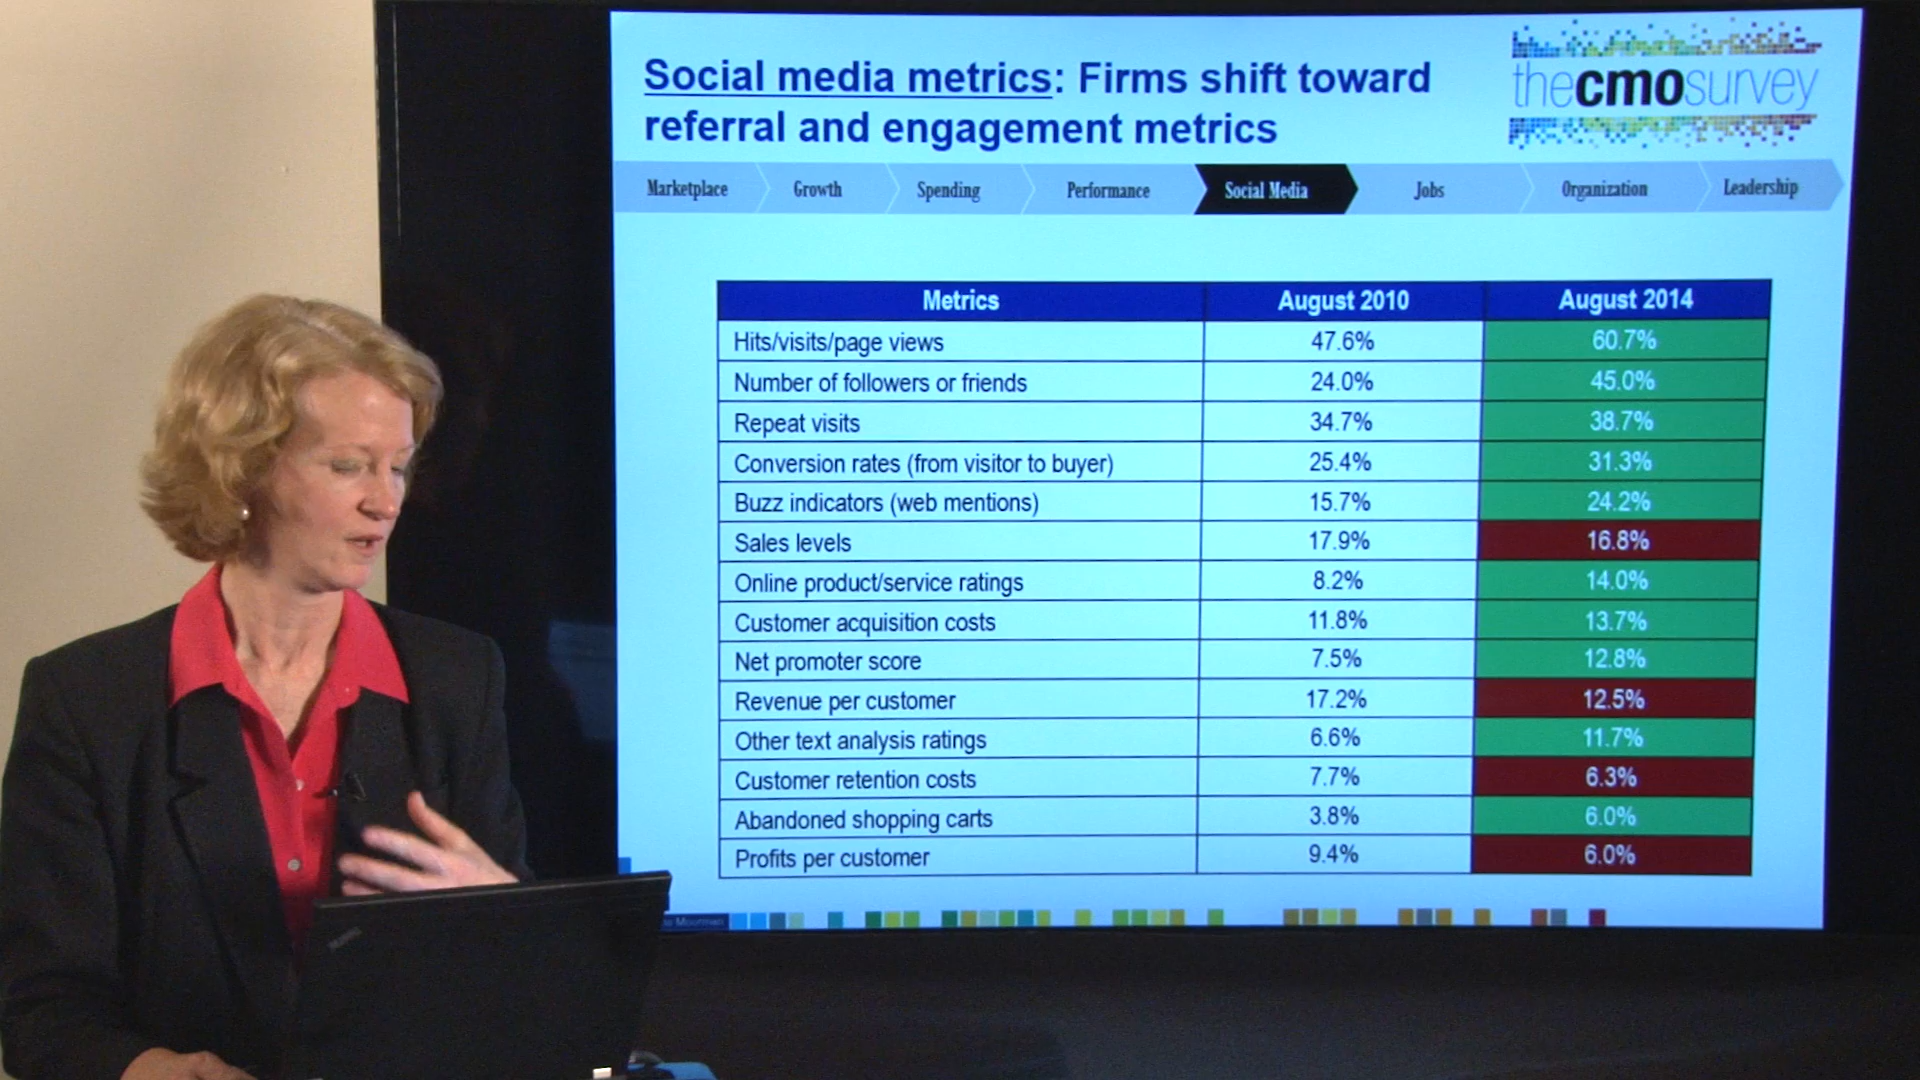 Social media metrics: Firms shift toward
referral and engagement metrics
thecmosurvey
Marketplace Growth Spending Performance Social Media Jobs Organization Leadership
Metrics August 2010 August 2014
Hits/visits/page views 47.6% 60.7%
Number of followers or friends 24.0% 45.0%
Repeat visits 34.7% 38.7%
Conversion rates (from visitor to buyer) 25.4% 31.3%
Buzz indicators (web mentions) 15.7% 24.2%
Sales levels 17.9% 16.8%
Online product/service ratings 8.2% 14.0%
Customer acquisition costs 11.8% 13.7%
Net promoter score 7.5% 12.8%
Revenue per customer 17.2% 12.5%
Other text analysis ratings 6.6% 11.7%
Customer retention costs 7.7% 6.3%
Abandoned shopping carts 3.8% 6.0%
Profits per customer 9.4% 6.0%